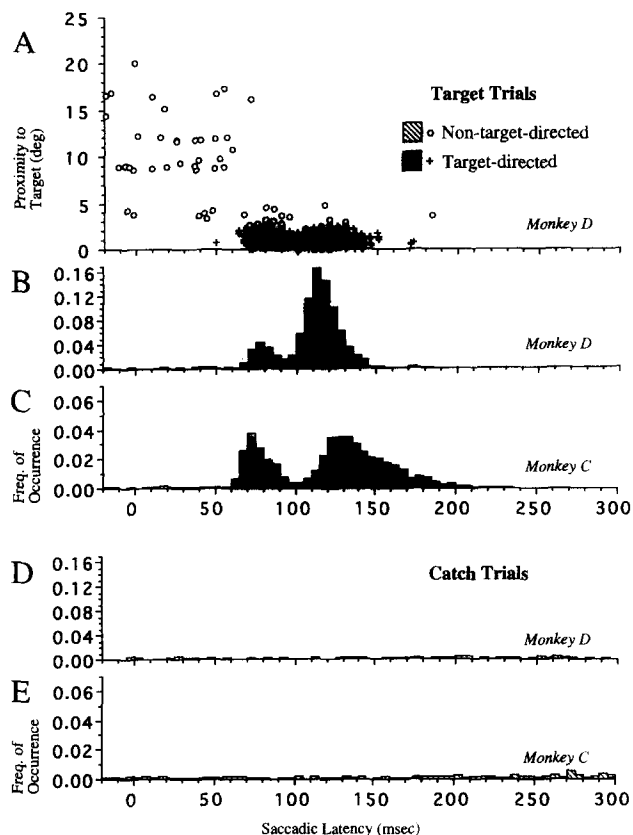 A
25
20
15
10
5
0
Proximity to
Target (deg)
Target Trials
Non-target-directed
+ Target-directed
Monkey D
B
0.16
0.12
0.08
0.04
0.00
Monkey D
C
0.06
0.04
0.02
0.00
Freq. of
Occurrence
Monkey C
0 50 100 150 200 250 300
D
0.16
0.12
0.08
0.04
0.00
Catch Trials
Monkey D
E
0.06
0.04
0.02
0.00
Freq. of
Occurrence
Monkey C
0 50 100 150 200 250 300
Saccadic Latency (msec)